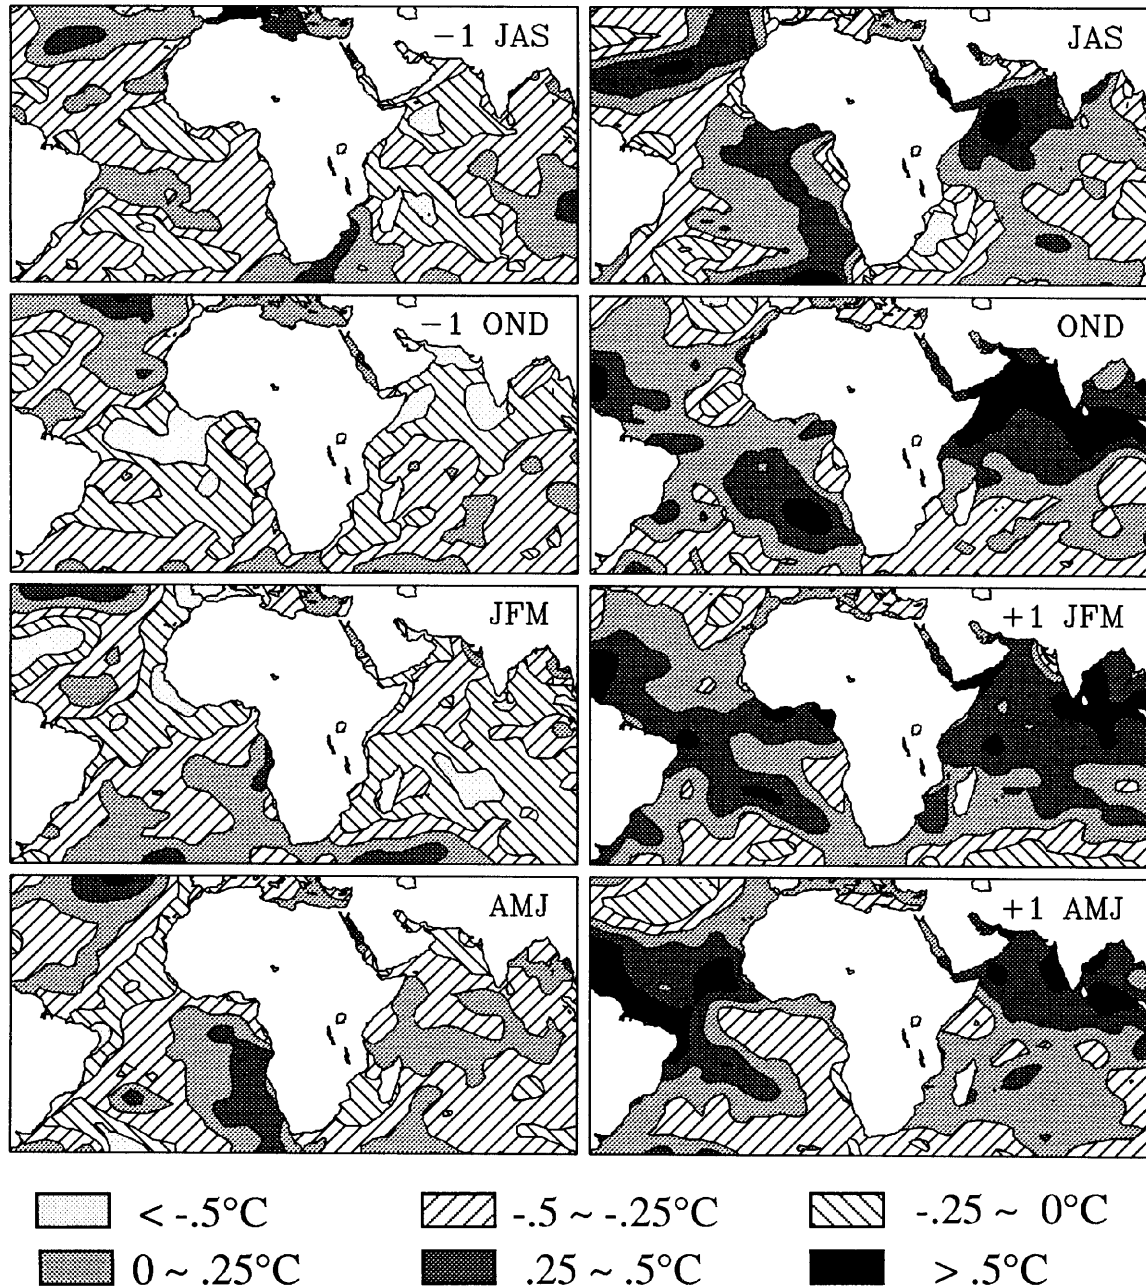 −1 JAS
JAS
−1 OND
OND
JFM
+1 JFM
AMJ
+1 AMJ
< -.5°C
-.5 ~ -.25°C
-.25 ~ 0°C
0 ~ .25°C
.25 ~ .5°C
> .5°C